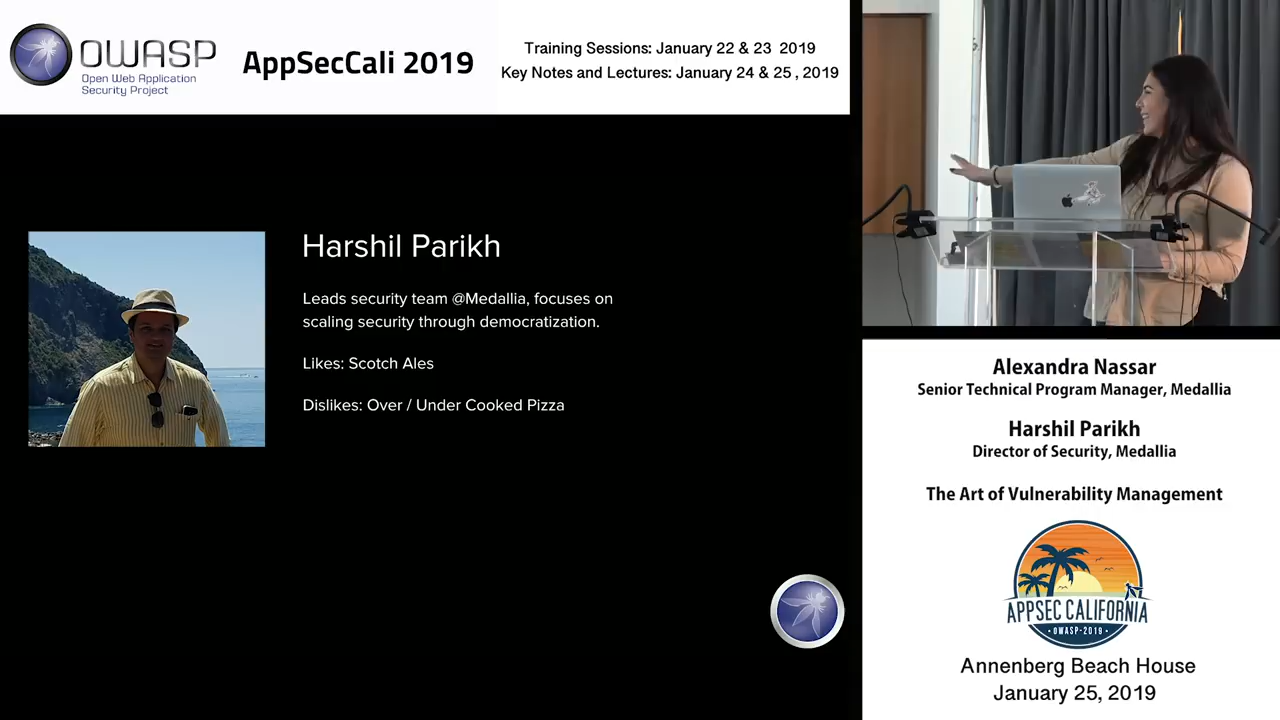 OWASP
Open Web Application
Security Project
AppSecCali 2019
Training Sessions: January 22 & 23 2019
Key Notes and Lectures: January 24 & 25 , 2019
Harshil Parikh
Leads security team @Medallia, focuses on
scaling security through democratization.
Likes: Scotch Ales
Dislikes: Over / Under Cooked Pizza
Alexandra Nassar
Senior Technical Program Manager, Medallia
Harshil Parikh
Director of Security, Medallia
The Art of Vulnerability Management
APPSEC CALIFORNIA
• OWASP-2019 •
Annenberg Beach House
January 25, 2019